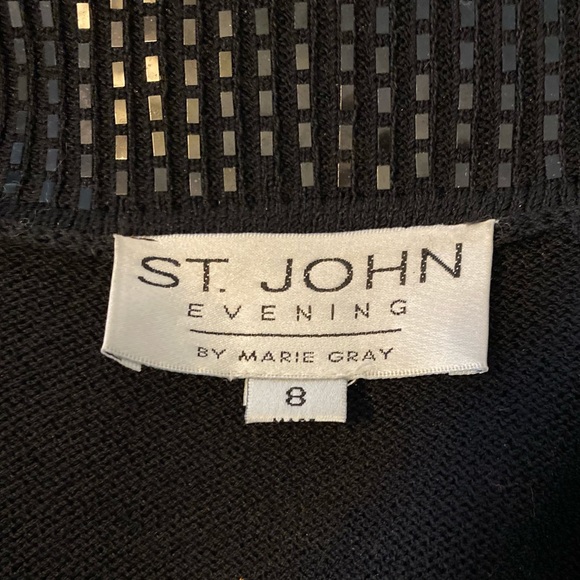 ST. JOHN
EVENING
BY MARIE GRAY
8